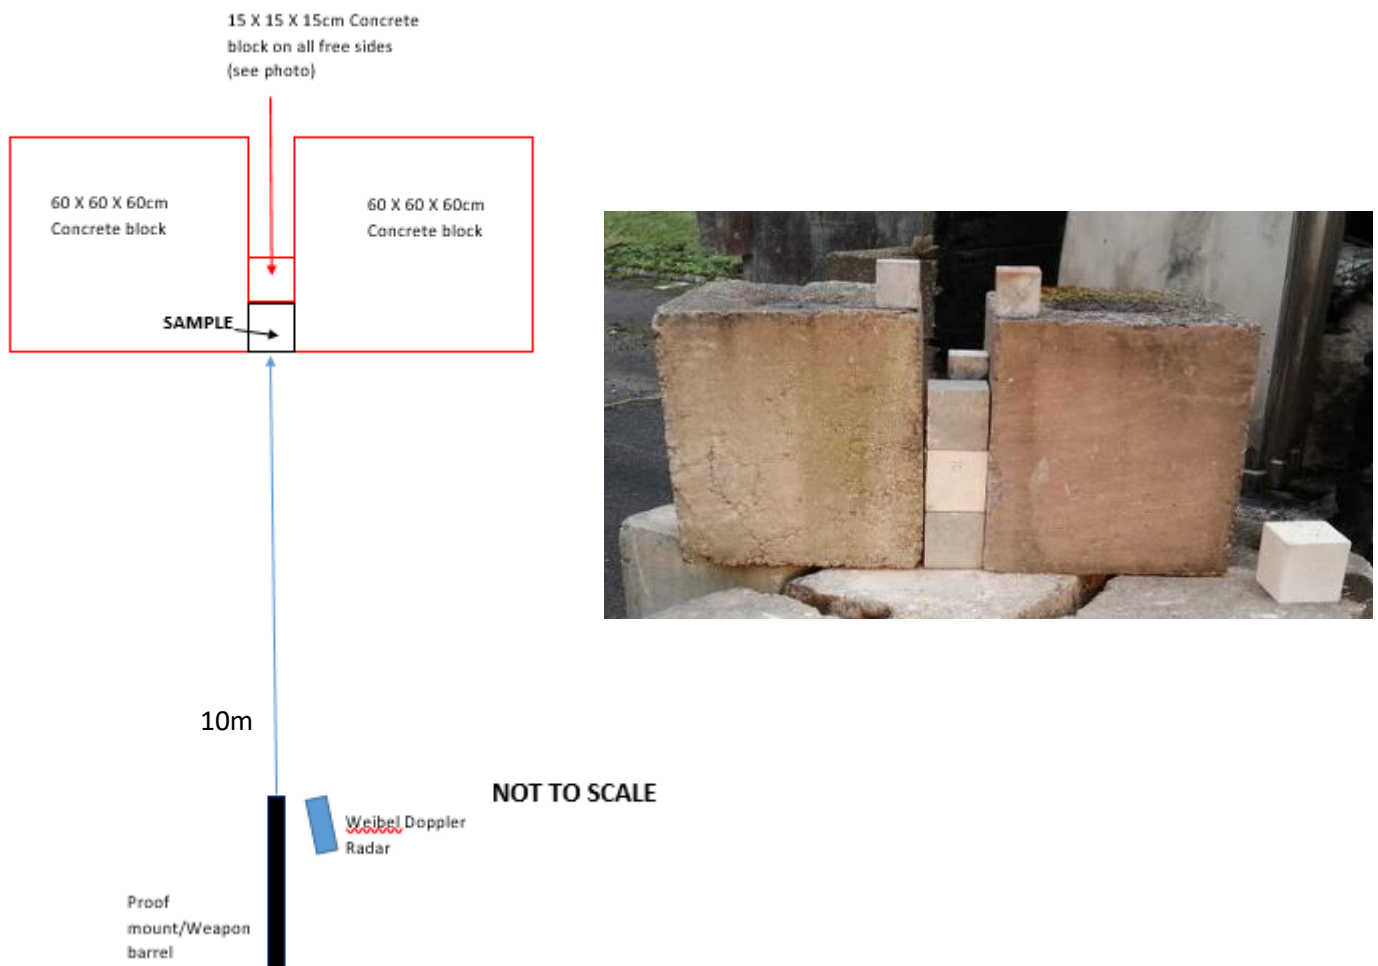 15 X 15 X 15cm Concrete
block on all free sides
(see photo)
60 X 60 X 60cm
Concrete block
60 X 60 X 60cm
Concrete block
SAMPLE
10m
NOT TO SCALE
Weibel Doppler
Radar
Proof
mount/Weapon
barrel